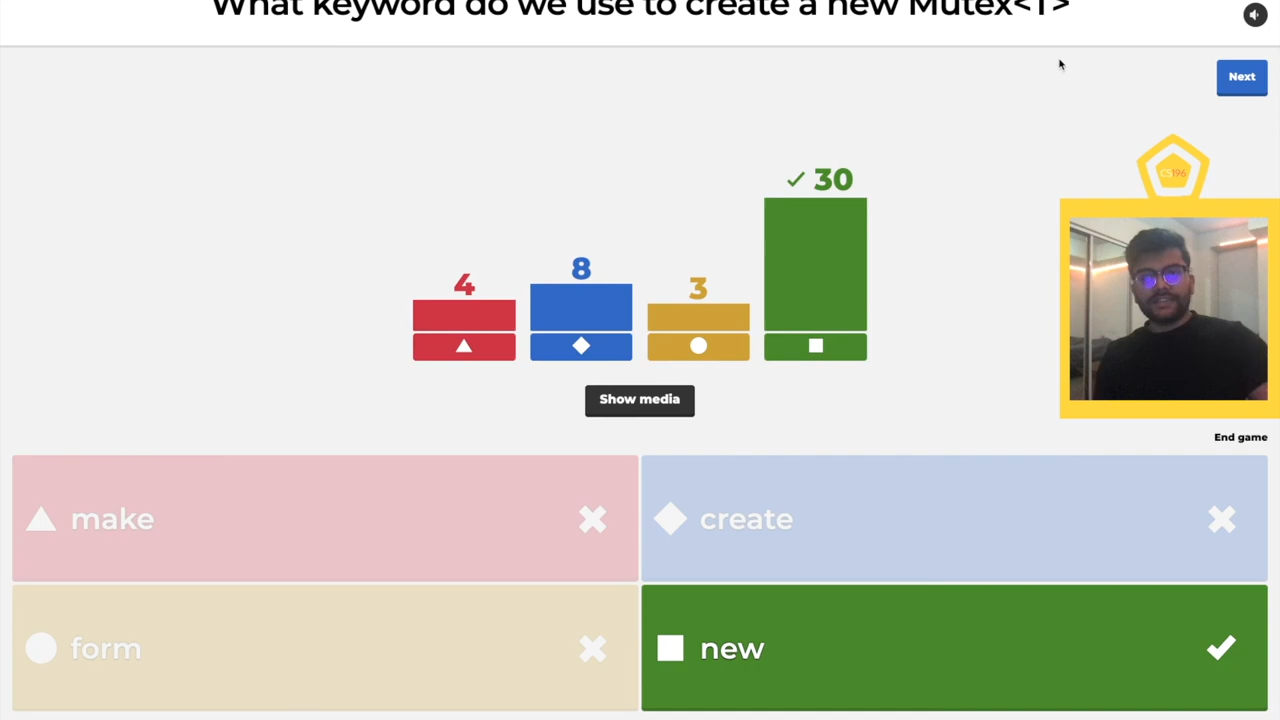 What keyword do we use to create a new Mutex<T>
Next
CS196
30
8
4
3
Show media
End game
make
create
form
new